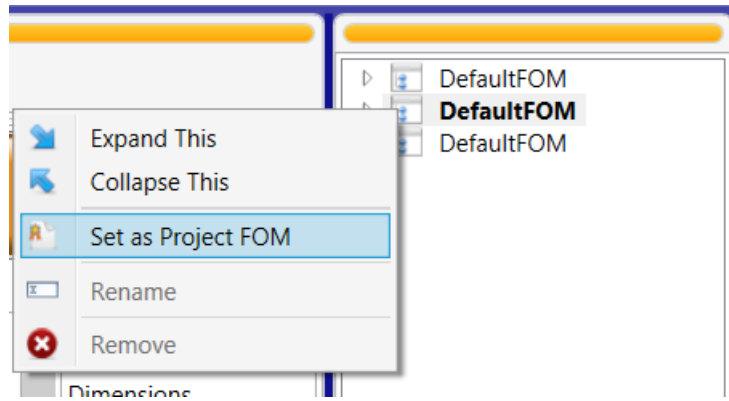 DefaultFOM
DefaultFOM
DefaultFOM
Expand This
Collapse This
Set as Project FOM
Rename
Remove
Dimensions